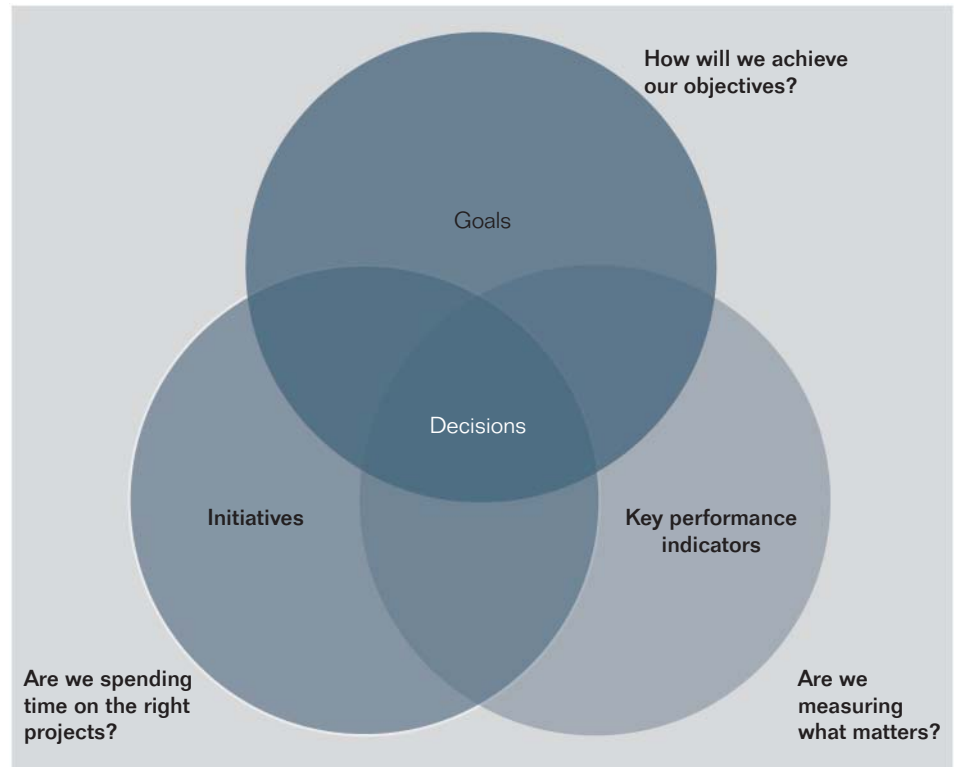 How will we achieve
our objectives?
Goals
Decisions
Initiatives
Key performance
indicators
Are we spending
time on the right
projects?
Are we
measuring
what matters?